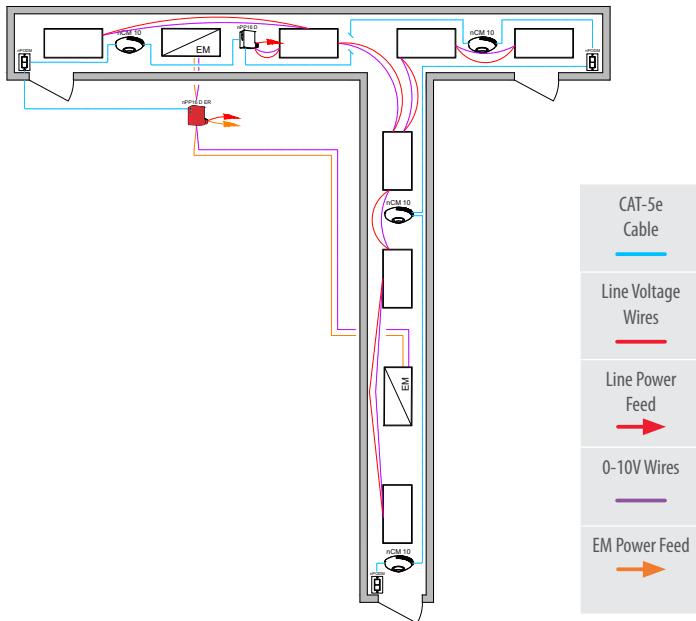 nCM 10
EM
nPP16 D
nCM 10
nPODM
nPODM
nPP16 D ER
nCM 10
EM
nCM 10
nPODM
CAT-5e
Cable
Line Voltage
Wires
Line Power
Feed
0-10V Wires
EM Power Feed